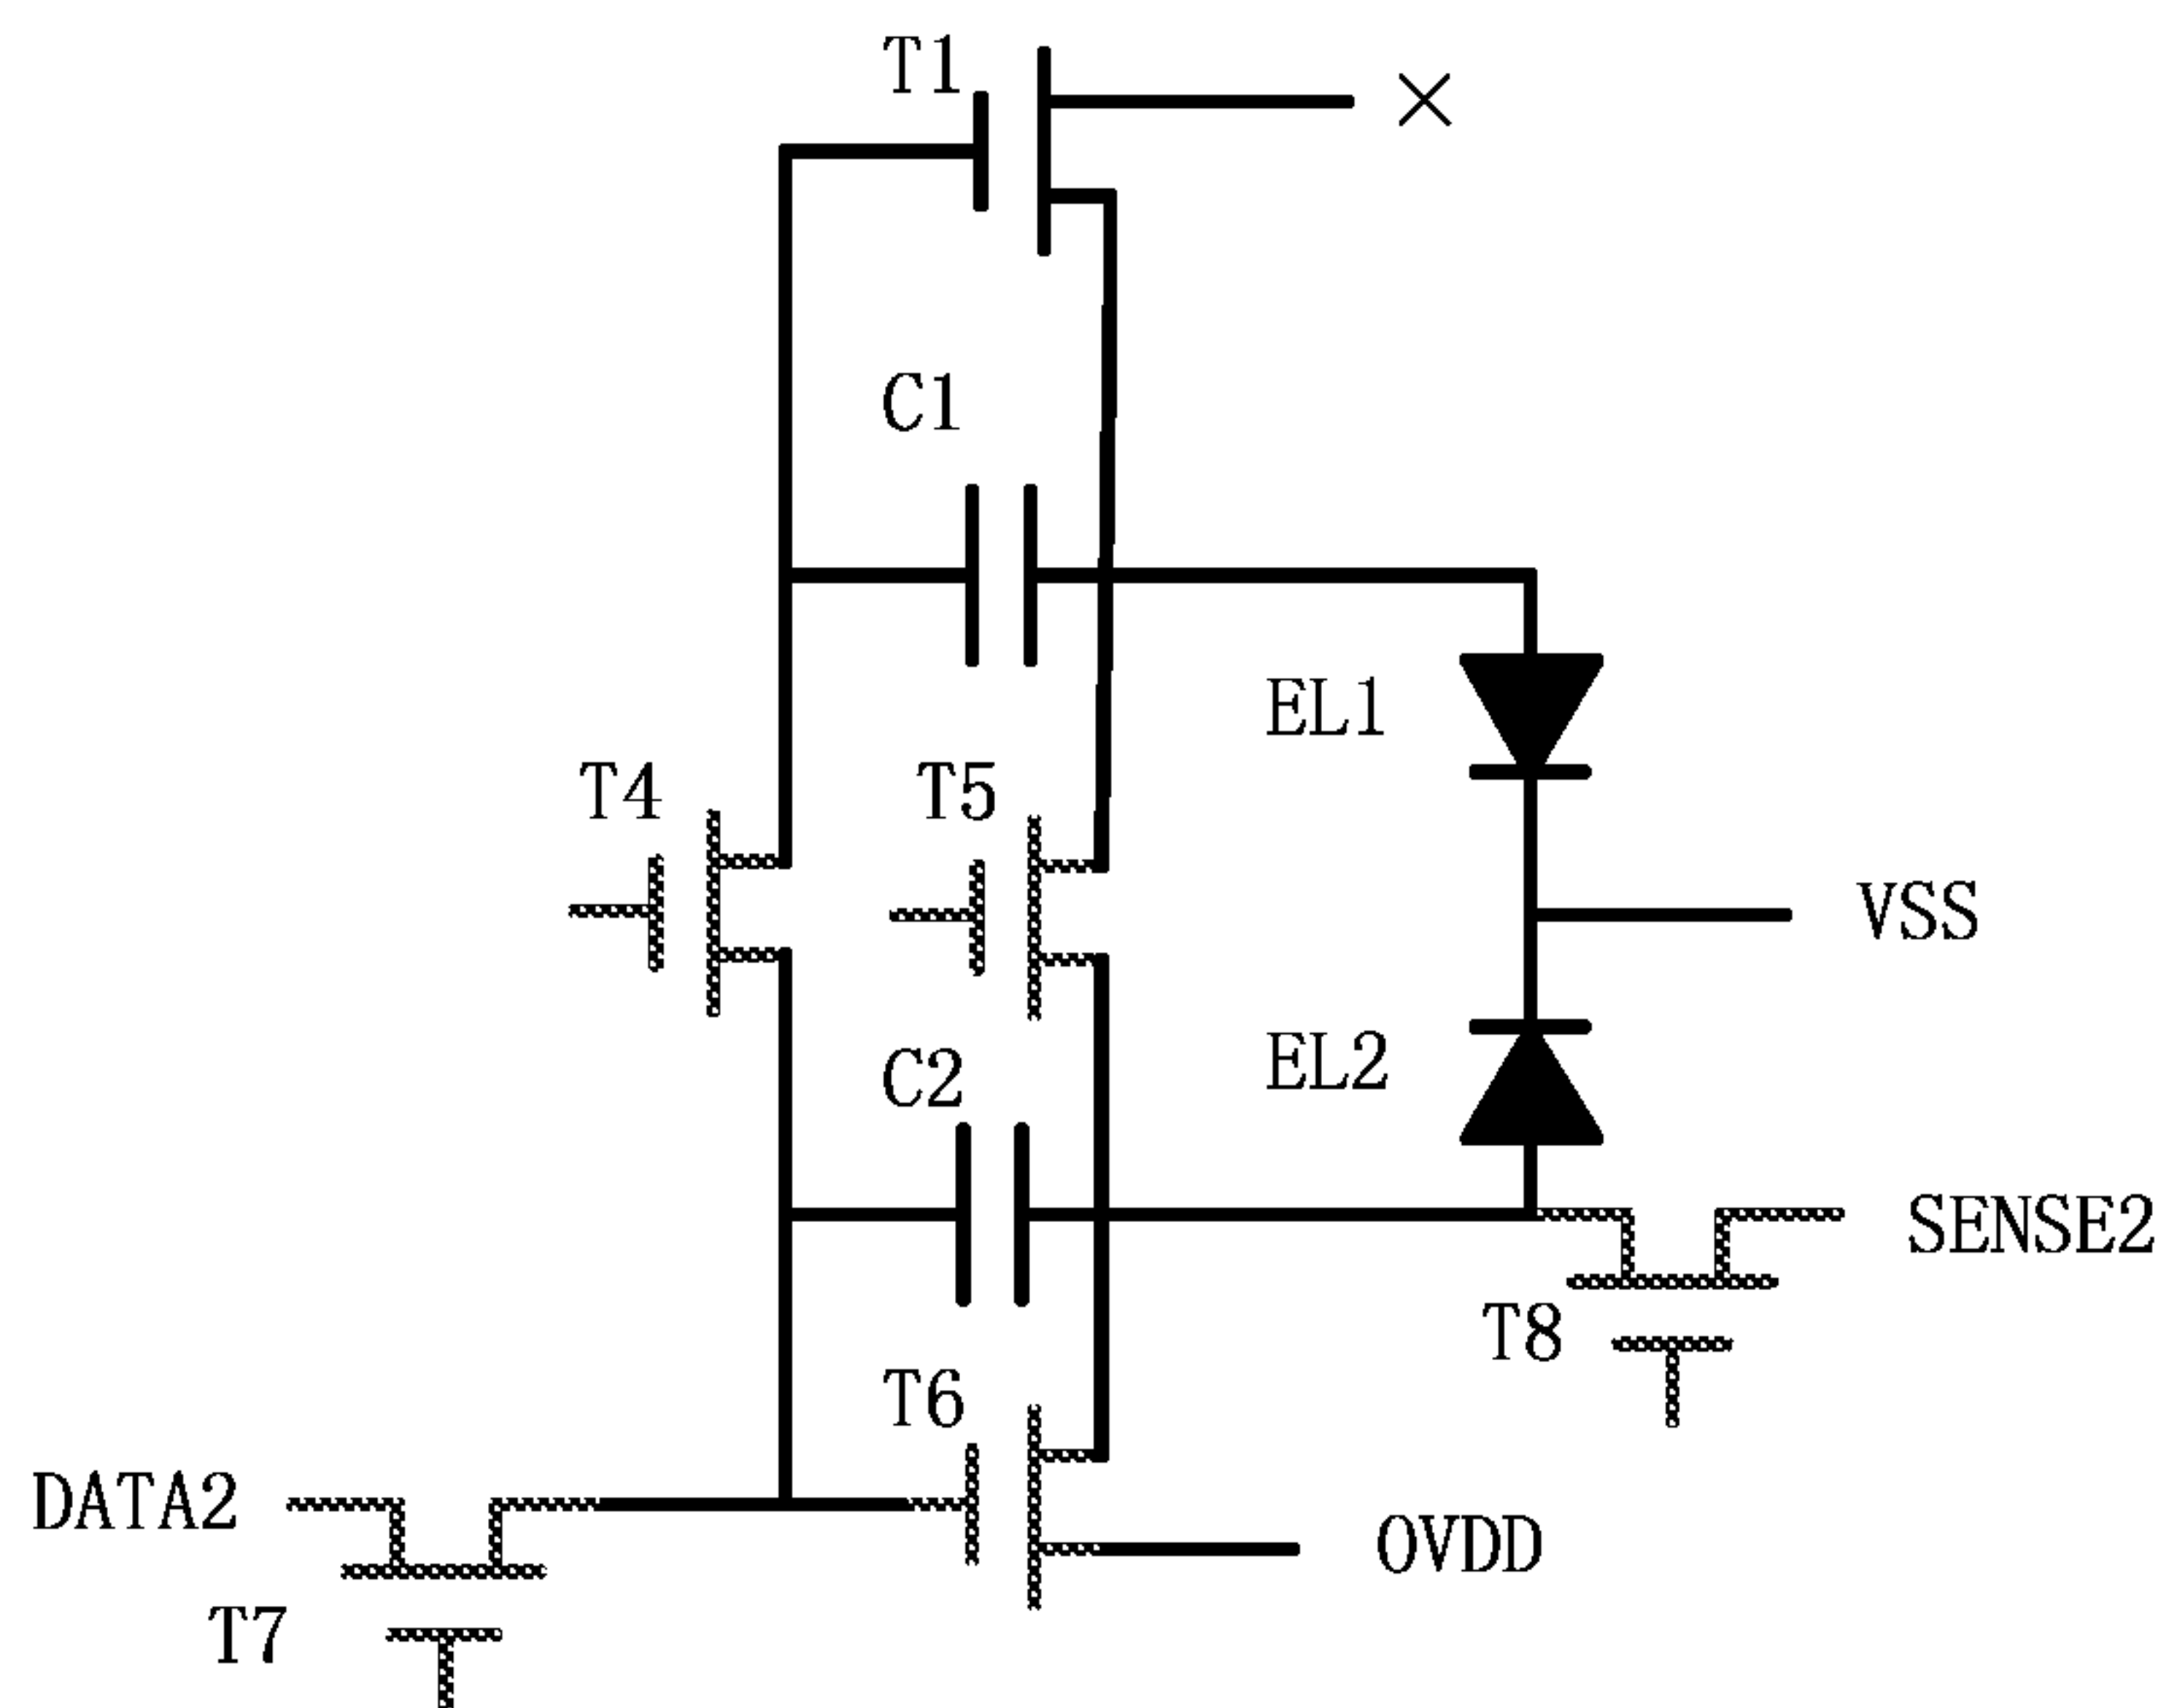 T1
×
C1
EL1
T4
T5
VSS
EL2
C2
SENSE2
T8
T6
DATA2
OVDD
T7